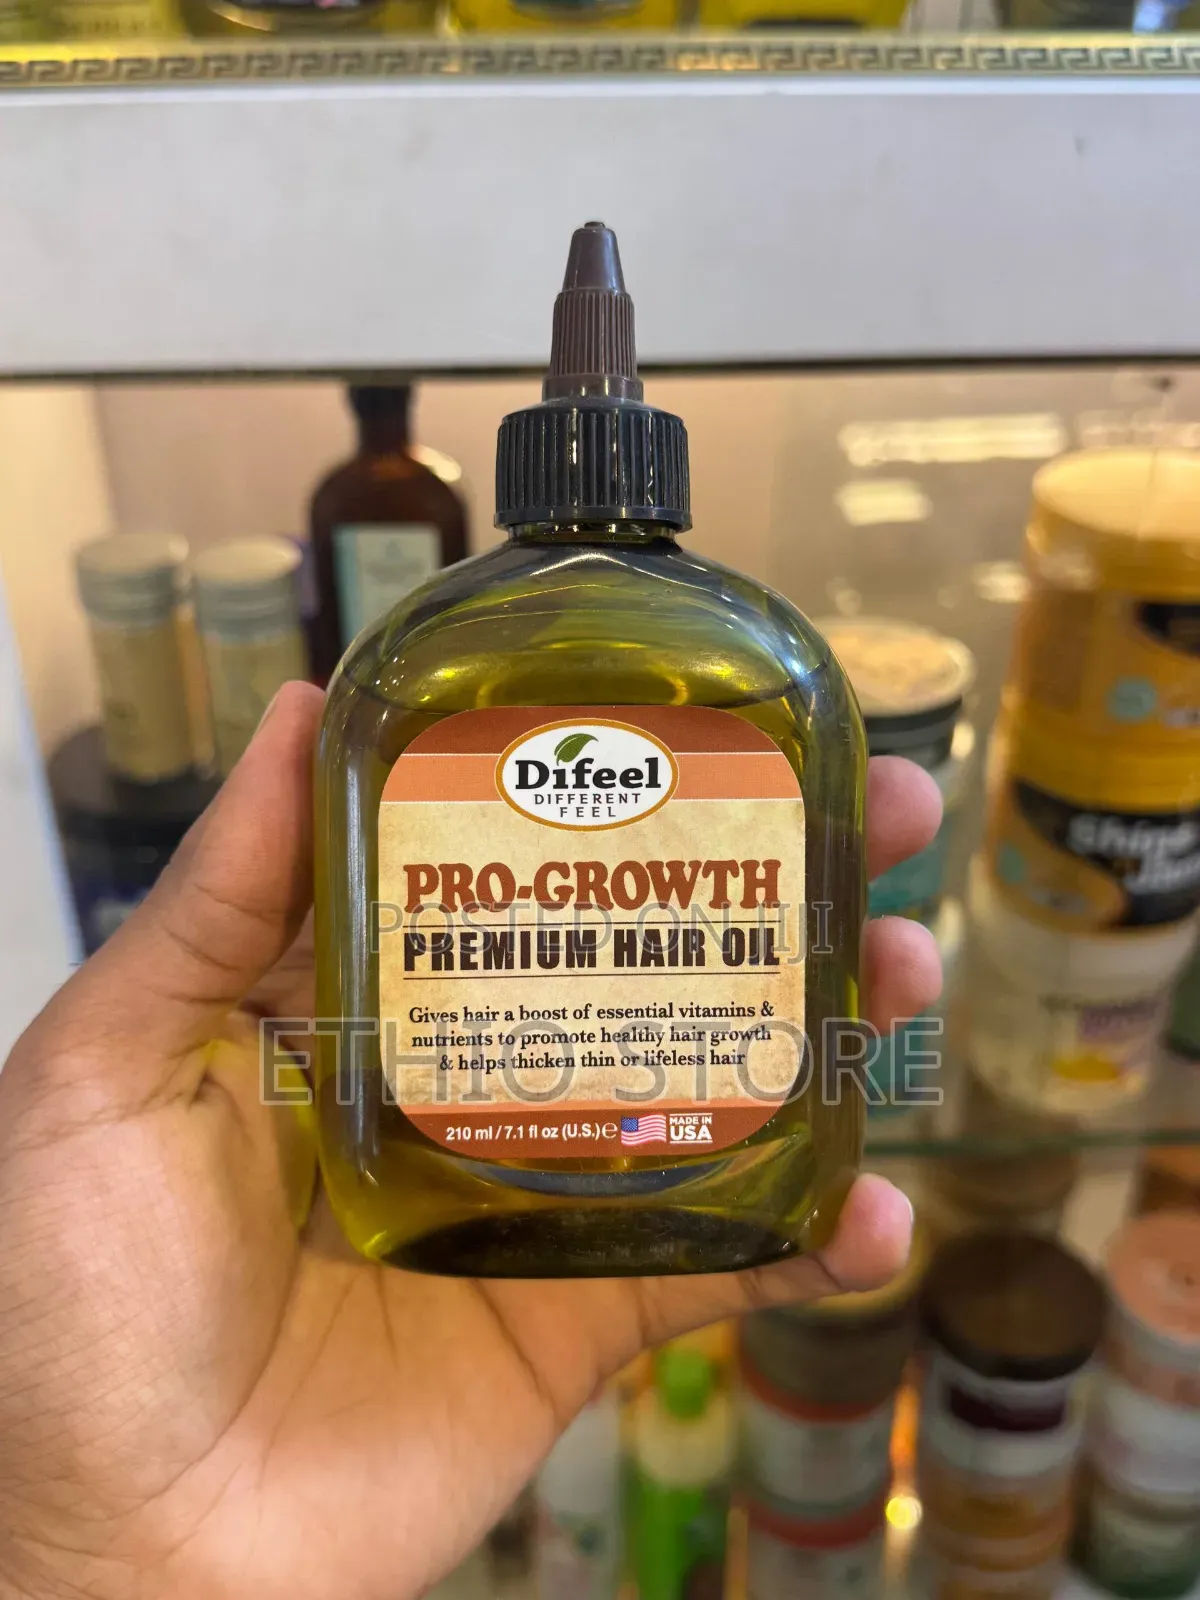 Difeel
DIFFERENT
FEEL
PRO-GROWTH
POSTED ON JIJI
PREMIUM HAIR OIL
Gives hair a boost of essential vitamins &
nutrients to promote healthy hair growth
ETHIO STORE
& helps thicken thin or lifeless hair
210 ml / 7.1 fl oz (U.S.) ℮
MADE IN
USA